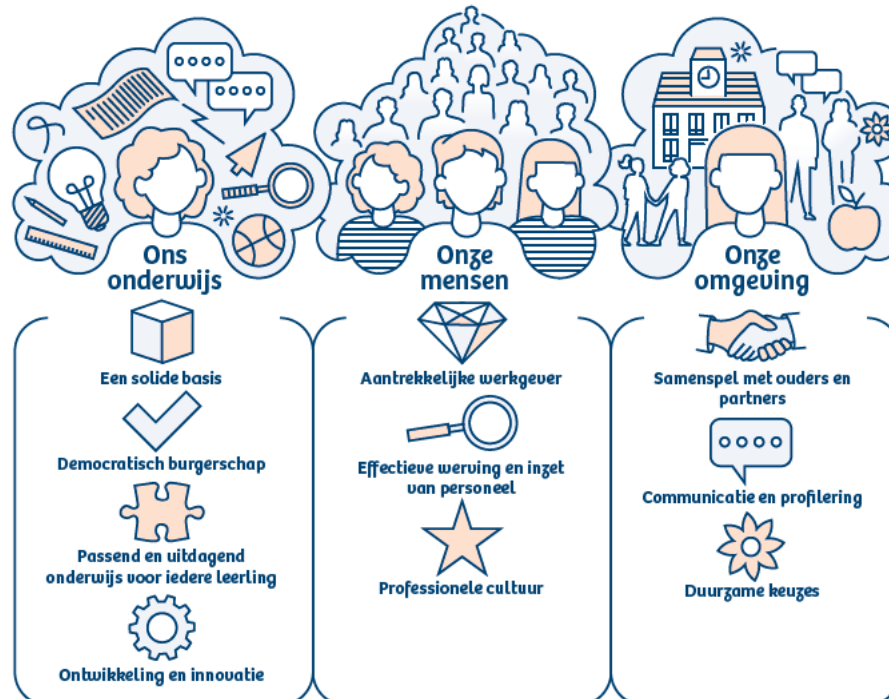 Ons
onderwijs
Een solide basis
Democratisch burgerschap
Passend en uitdagend
onderwijs voor iedere leerling
Ontwikkeling en innovatie
Onze
mensen
Aantrekkelijke werkgever
Effectieve werving en inzet
van personeel
Professionele cultuur
Onze
omgeving
Samenspel met ouders en
partners
Communicatie en profilering
Duurzame keuzes